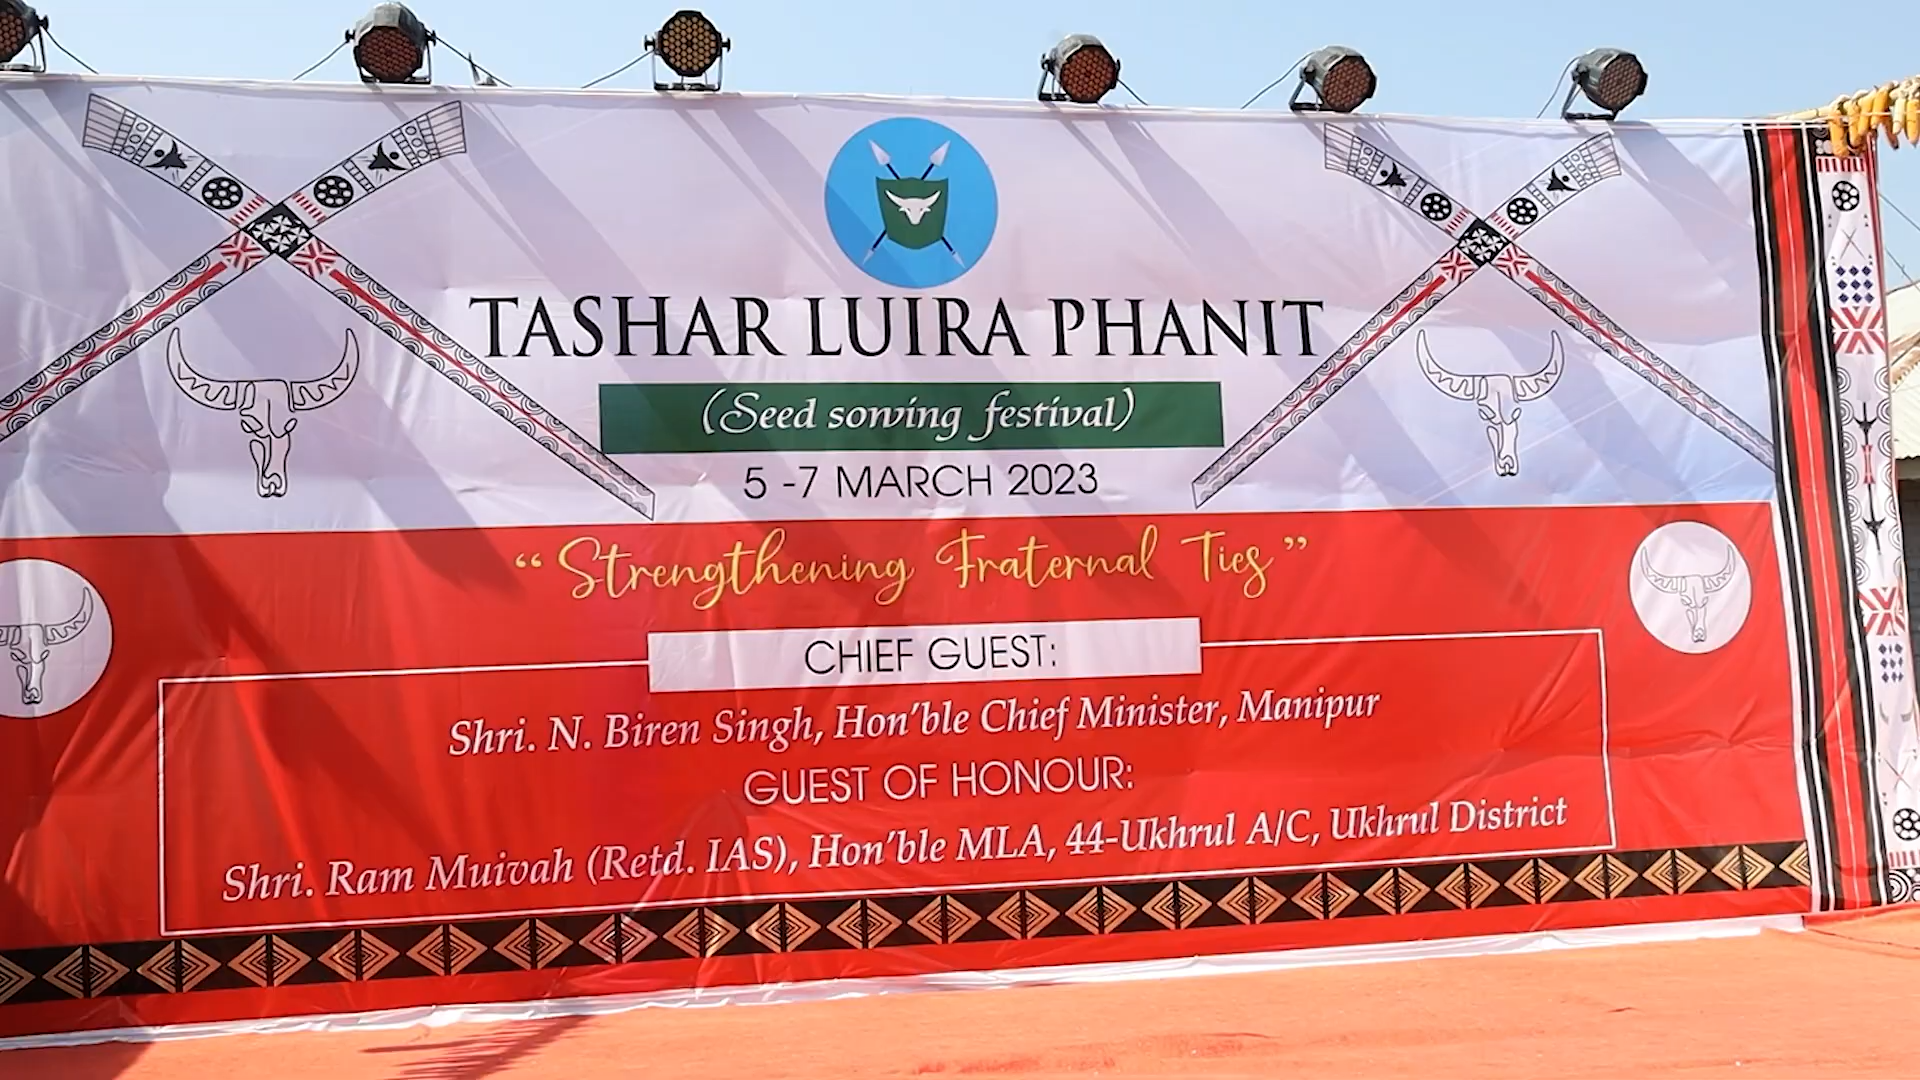 TASHAR LUIRA PHANIT
(Seed sowing festival)
5 -7 MARCH 2023
“Strengthening Fraternal Ties”
CHIEF GUEST:
Shri. N. Biren Singh, Hon’ble Chief Minister, Manipur
GUEST OF HONOUR:
Shri. Ram Muivah (Retd. IAS), Hon’ble MLA, 44-Ukhrul A/C, Ukhrul District